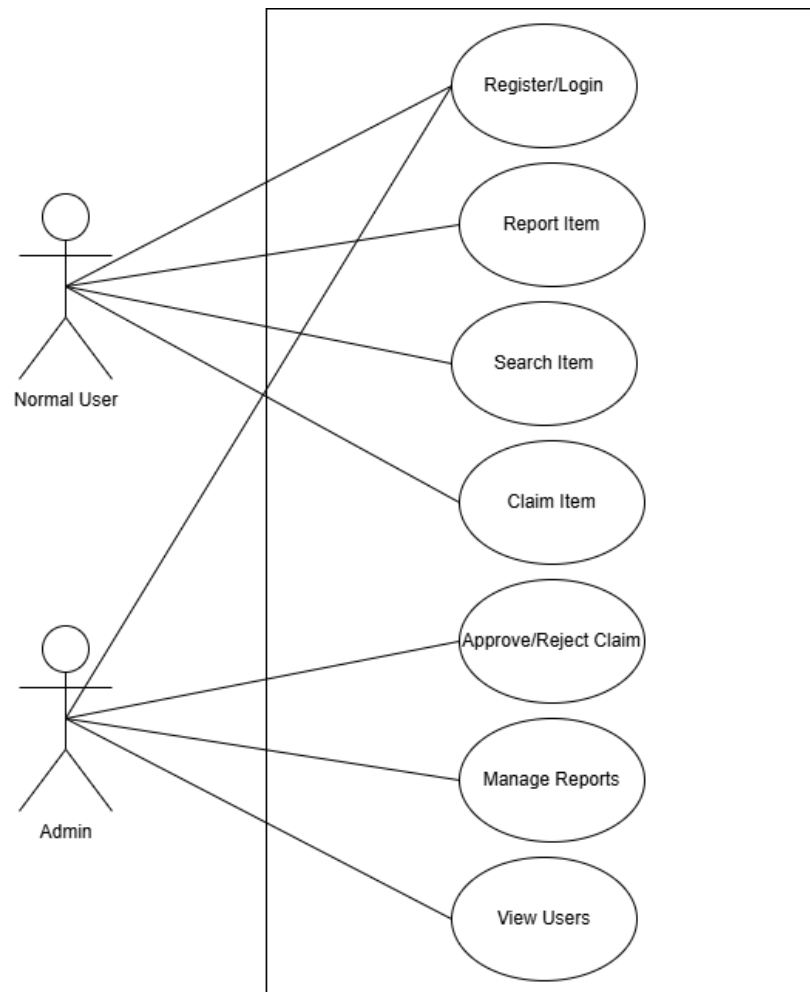 Register/Login
Report Item
Search Item
Normal User
Claim Item
Approve/Reject Claim
Manage Reports
Admin
View Users